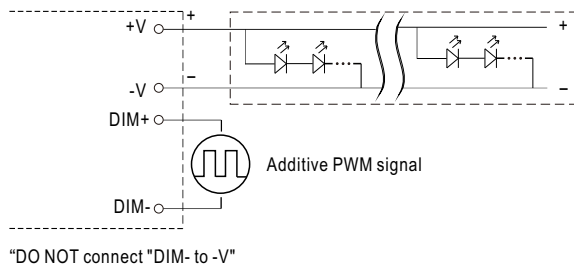 +V
+
+
-V
–
–
DIM+
Additive PWM signal
DIM-
“DO NOT connect "DIM- to -V"